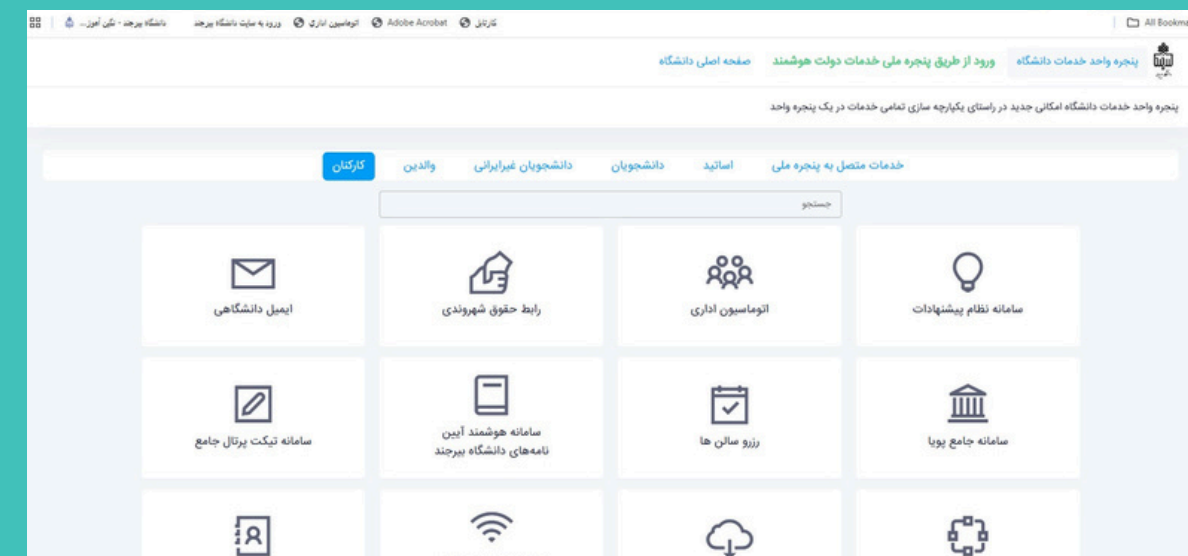 All Bookma
کارتابل
Adobe Acrobat
اتوماسیون اداری
ورود به سایت دانشگاه بیرجند
دانشگاه بیرجند - نگین آموز...
پنجره واحد خدمات دانشگاه
ورود از طریق پنجره ملی خدمات دولت هوشمند
صفحه اصلی دانشگاه
پنجره واحد خدمات دانشگاه امکانی جدید در راستای یکپارچه سازی تمامی خدمات در یک پنجره واحد
خدمات متصل به پنجره ملی
اساتید
دانشجویان
دانشجویان غیرایرانی
والدین
کارکنان
جستجو
سامانه نظام پیشنهادات
اتوماسیون اداری
رابط حقوق شهروندی
ایمیل دانشگاهی
سامانه جامع پویا
رزرو سالن ها
سامانه هوشمند آیین
نامه‌های دانشگاه بیرجند
سامانه تیکت پرتال جامع